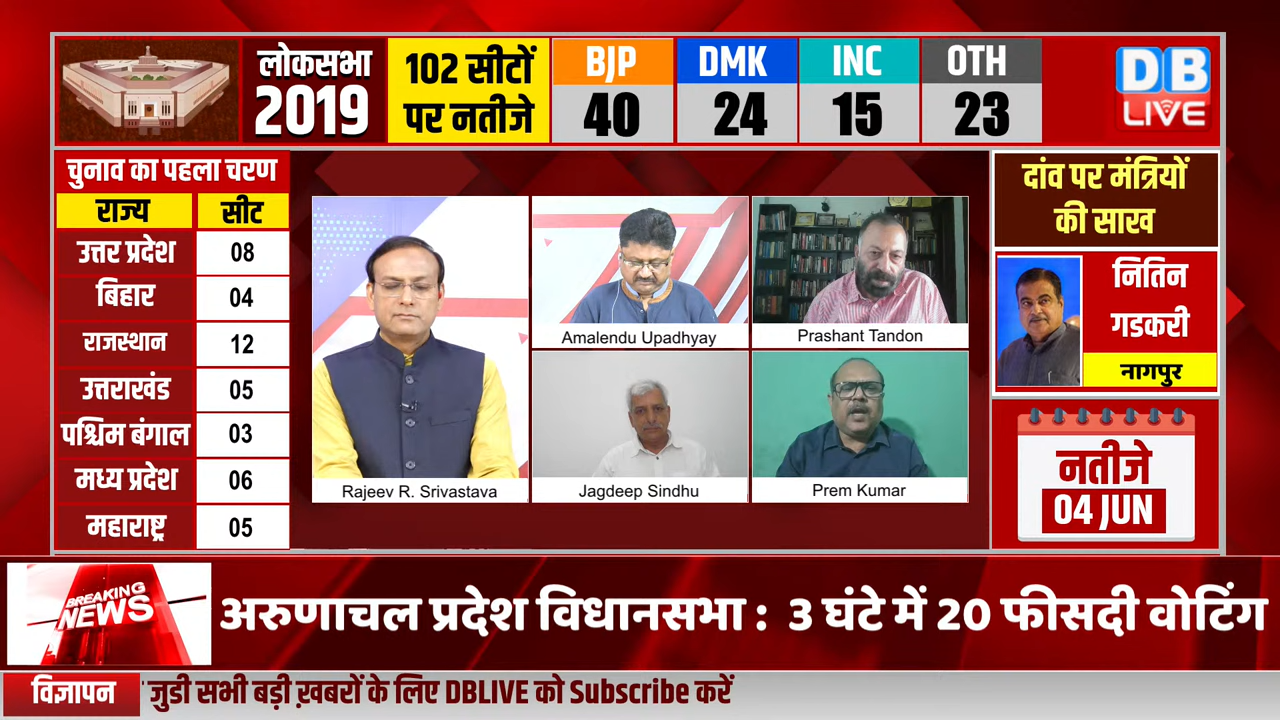 लोकसभा
2019
102 सीटों
पर नतीजे
BJP
40
DMK
24
INC
15
OTH
23
DB
LIVE
चुनाव का पहला चरण
राज्य सीट
उत्तर प्रदेश 08
बिहार 04
राजस्थान 12
उत्तराखंड 05
पश्चिम बंगाल 03
मध्य प्रदेश 06
महाराष्ट्र 05
Rajeev R. Srivastava
Amalendu Upadhyay
Prashant Tandon
Jagdeep Sindhu
Prem Kumar
दांव पर मंत्रियों
की साख
नितिन
गडकरी
नागपुर
नतीजे
04 JUN
BREAKING
NEWS
अरुणाचल प्रदेश विधानसभा : 3 घंटे में 20 फीसदी वोटिंग
विज्ञापन
जुडी सभी बड़ी ख़बरों के लिए DBLIVE को Subscribe करें